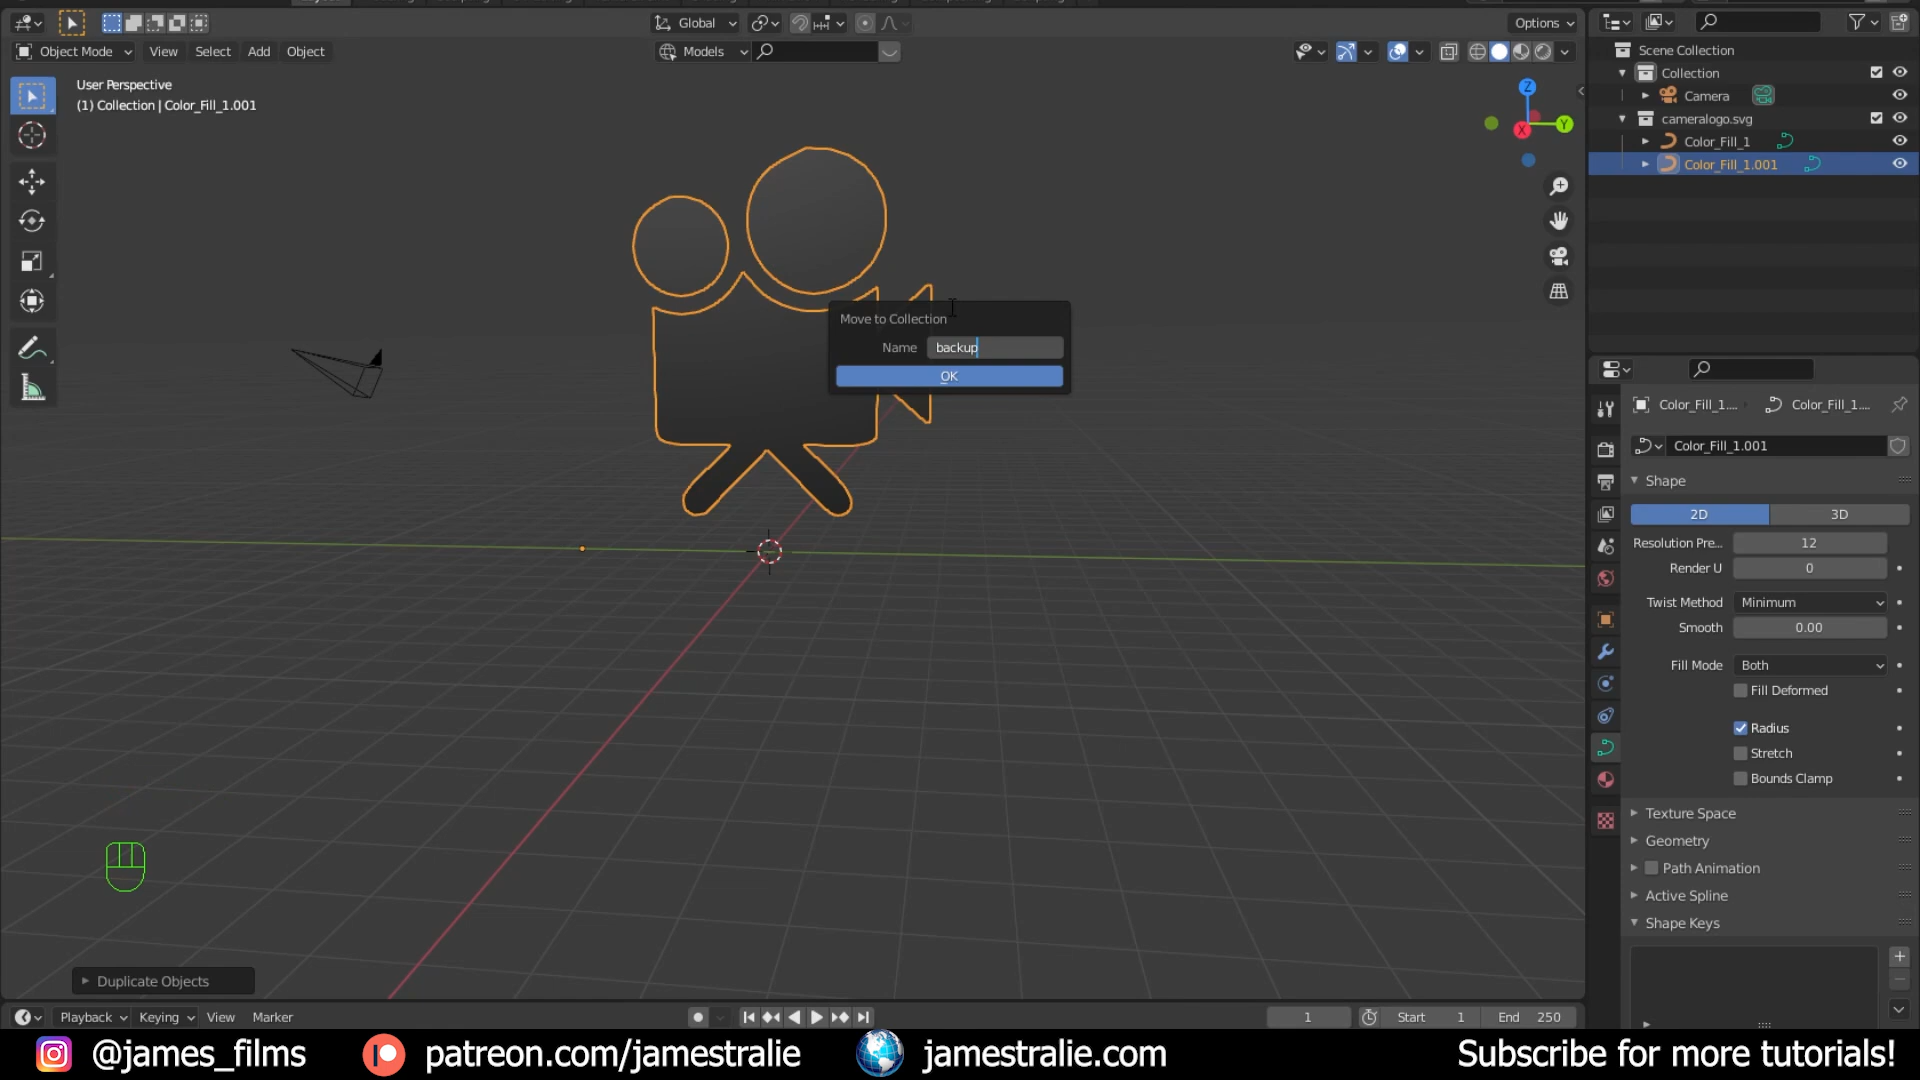 Global
Options
Object Mode
View
Select
Add
Object
Models
User Perspective
(1) Collection | Color_Fill_1.001
Z
Y
X
Scene Collection
Collection
Camera
cameralogo.svg
Color_Fill_1
Color_Fill_1.001
Move to Collection
Name
backup
OK
Color_Fill_1....
Color_Fill_1....
Color_Fill_1.001
Shape
2D
3D
Resolution Pre...
12
Render U
0
Twist Method
Minimum
Smooth
0.00
Fill Mode
Both
Fill Deformed
Radius
Stretch
Bounds Clamp
Texture Space
Geometry
Path Animation
Active Spline
Shape Keys
Duplicate Objects
Playback
Keying
View
Marker
1
Start 1
End 250
@james_films
patreon.com/jamestralie
jamestralie.com
Subscribe for more tutorials!